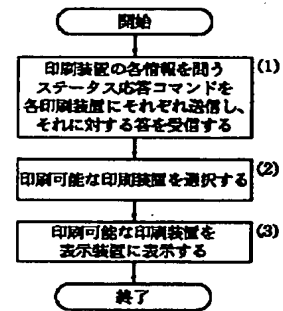 開始
(1)
印刷装置の各情報を問う
ステータス応答コマンドを
各印刷装置にそれぞれ送信し、
それに対する答を受信する
(2)
印刷可能な印刷装置を選択する
(3)
印刷可能な印刷装置を
表示装置に表示する
終了